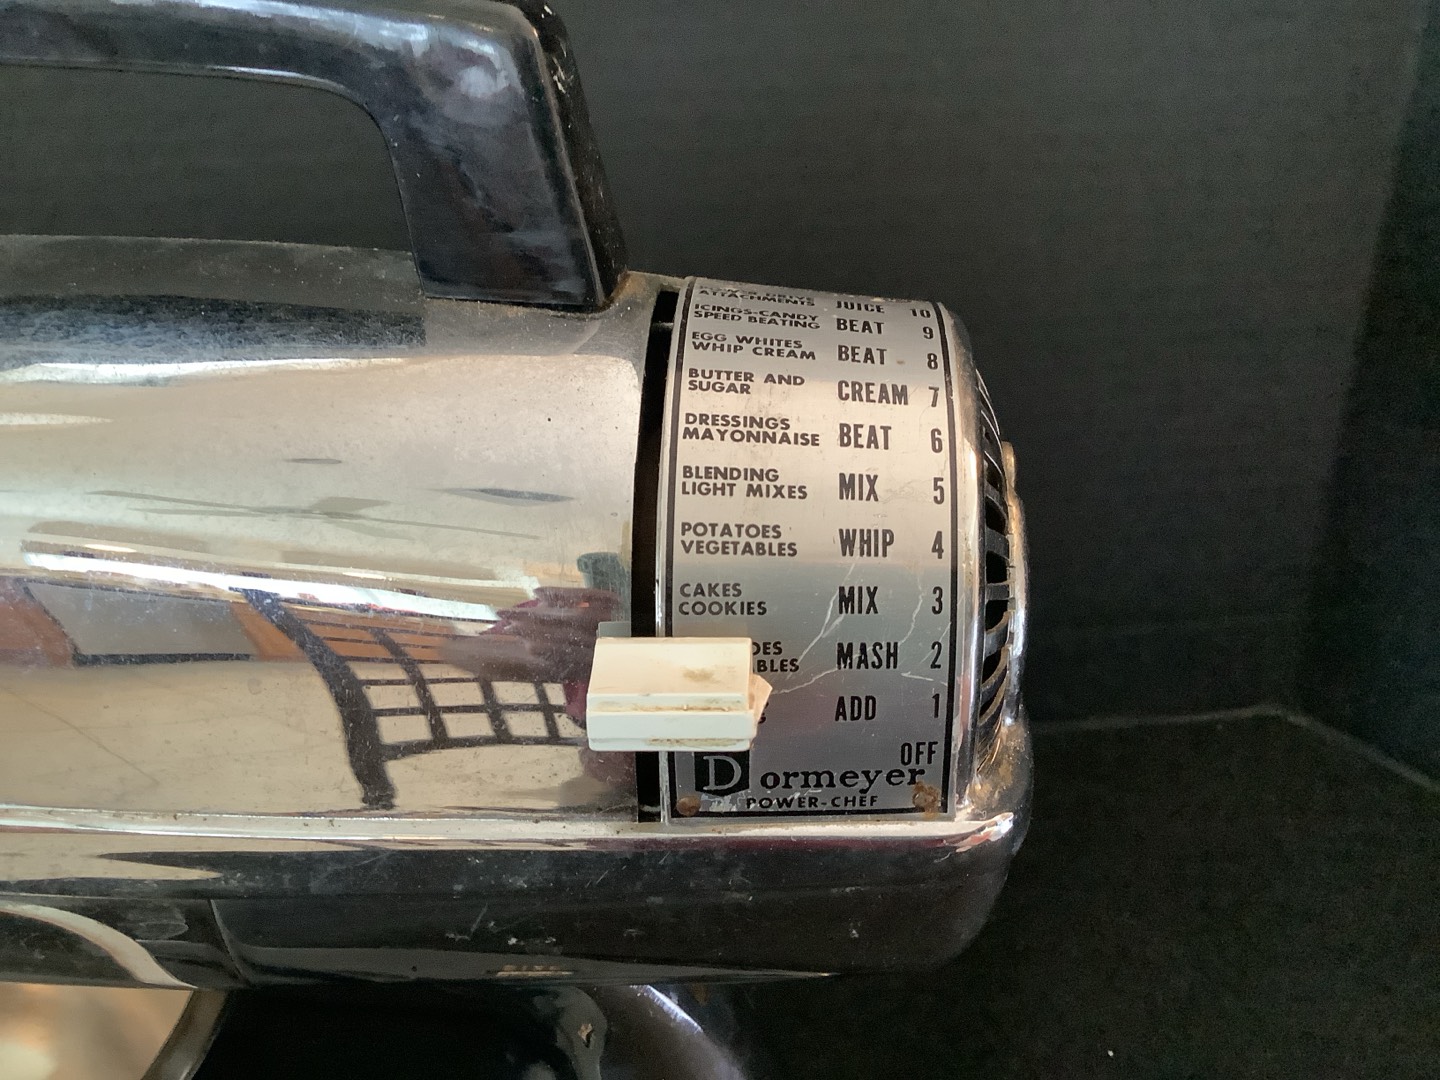 ATTACHMENTS JUICE 10
ICINGS-CANDY
SPEED BEATING BEAT 9
EGG WHITES
WHIP CREAM BEAT 8
BUTTER AND
SUGAR CREAM 7
DRESSINGS
MAYONNAISE BEAT 6
BLENDING
LIGHT MIXES MIX 5
POTATOES
VEGETABLES WHIP 4
CAKES
COOKIES MIX 3
MASH 2
ADD 1
OFF
Dormeyer
POWER-CHEF